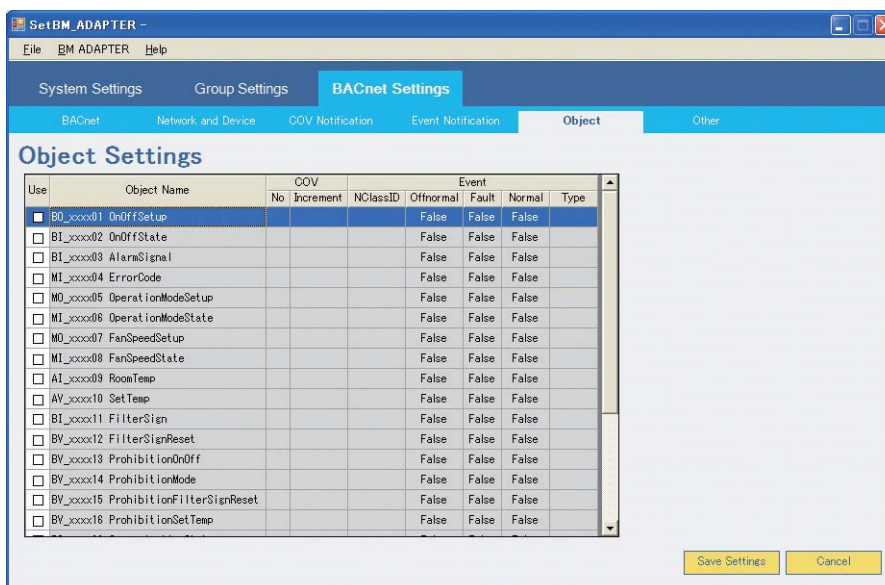 SetBM_ADAPTER -
File BM ADAPTER Help
System Settings Group Settings BACnet Settings
BACnet Network and Device COV Notification Event Notification Object Other
Object Settings
Use Object Name COV Event
No Increment NClassID Offnormal Fault Normal Type
BO_xxxx01 OnOffSetup False False False
BI_xxxx02 OnOffState False False False
BI_xxxx03 AlarmSignal False False False
MI_xxxx04 ErrorCode False False False
MO_xxxx05 OperationModeSetup False False False
MI_xxxx06 OperationModeState False False False
MO_xxxx07 FanSpeedSetup False False False
MI_xxxx08 FanSpeedState False False False
AI_xxxx09 RoomTemp False False False
AV_xxxx10 SetTemp False False False
BI_xxxx11 FilterSign False False False
BV_xxxx12 FilterSignReset False False False
BV_xxxx13 ProhibitionOnOff False False False
BV_xxxx14 ProhibitionMode False False False
BV_xxxx15 ProhibitionFilterSignReset False False False
BV_xxxx16 ProhibitionSetTemp False False False
Save Settings Cancel